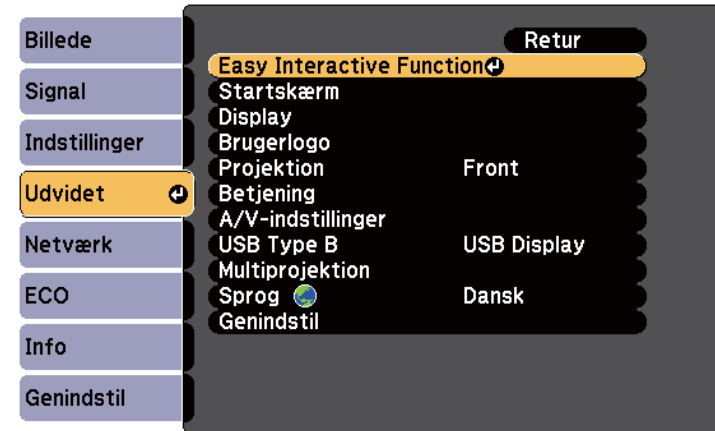 Billede
Signal
Indstillinger
Udvidet
Netværk
ECO
Info
Genindstil
Retur
Easy Interactive Function
Startskærm
Display
Brugerlogo
Projektion Front
Betjening
A/V-indstillinger
USB Type B USB Display
Multiprojektion
Sprog Dansk
Genindstil